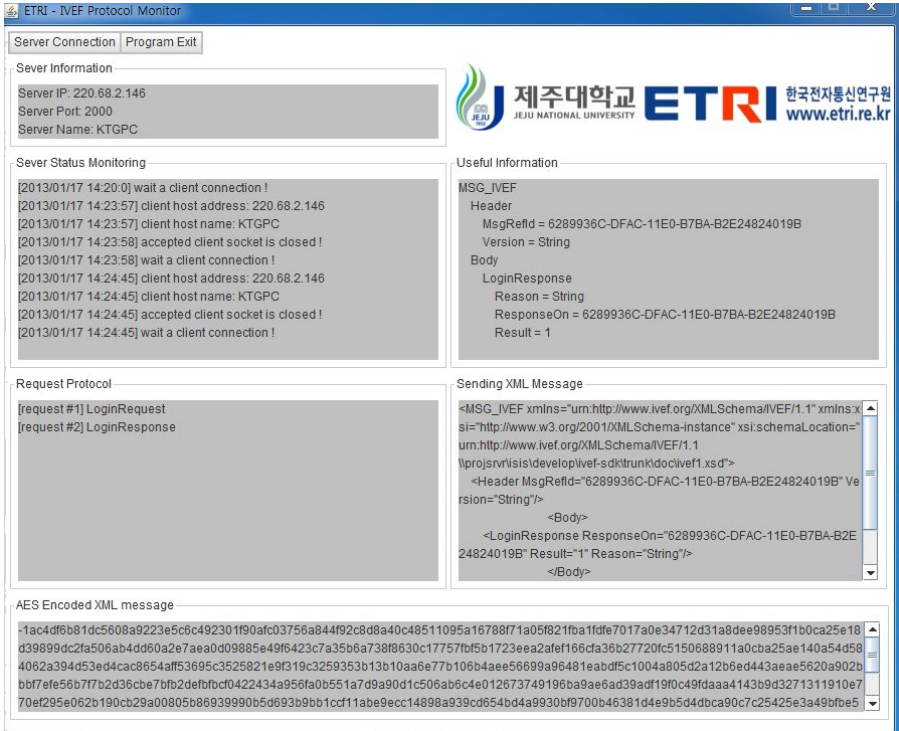 ETRI - IVEF Protocol Monitor
Server Connection Program Exit
Sever Information
Server IP: 220.68.2.146
Server Port: 2000
Server Name: KTGPC
JEJU
1952
제주대학교
JEJU NATIONAL UNIVERSITY
ETRI
한국전자통신연구원
www.etri.re.kr
Sever Status Monitoring
[2013/01/17 14:20:0] wait a client connection !
[2013/01/17 14:23:57] client host address: 220.68.2.146
[2013/01/17 14:23:57] client host name: KTGPC
[2013/01/17 14:23:58] accepted client socket is closed !
[2013/01/17 14:23:58] wait a client connection !
[2013/01/17 14:24:45] client host address: 220.68.2.146
[2013/01/17 14:24:45] client host name: KTGPC
[2013/01/17 14:24:45] accepted client socket is closed !
[2013/01/17 14:24:45] wait a client connection !
Useful Information
MSG_IVEF
Header
MsgRefId = 6289936C-DFAC-11E0-B7BA-B2E24824019B
Version = String
Body
LoginResponse
Reason = String
ResponseOn = 6289936C-DFAC-11E0-B7BA-B2E24824019B
Result = 1
Request Protocol
[request #1] LoginRequest
[request #2] LoginResponse
Sending XML Message
<MSG_IVEF xmlns="urn:http://www.ivef.org/XMLSchema/IVEF/1.1" xmlns:x
si="http://www.w3.org/2001/XMLSchema-instance" xsi:schemaLocation="
urn:http://www.ivef.org/XMLSchema/IVEF/1.1
\\projsrvr\isis\develop\ivef-sdk\trunk\doc\ivef1.xsd">
<Header MsgRefId="6289936C-DFAC-11E0-B7BA-B2E24824019B" Ve
rsion="String"/>
<Body>
<LoginResponse ResponseOn="6289936C-DFAC-11E0-B7BA-B2E
24824019B" Result="1" Reason="String"/>
</Body>
AES Encoded XML message
-1ac4df6b81dc5608a9223e5c6c492301f90afc03756a844f92c8d8a40c48511095a16788f71a05f821fba1fdfe7017a0e34712d31a8dee98953f1b0ca25e18
d39899dc2fa506ab4dd60a2e7aea0d09885e49f6423c7a35b6a738f8630c17757fbf5b1723eea2afef166cfa36b27720fc5150688911a0cba25ae140a54d58
4062a394d53ed4cac8654aff53695c3525821e9f319c3259353b13b10aa6e77b106b4aee56699a96481eabdf5c1004a805d2a12b6ed443aeae5620a902b
bbf7efe56b7f7b2d36cbe7bfb2defbfbcf0422434a956fa0b551a7d9a90d1c506ab6c4e012673749196ba9ae6ad39adf19f0c49fdaaa4143b9d3271311910e7
70ef295e062b190cb29a00805b86939990b5d693b9bb1ccf11abe9ecc14898a939cd654bd4a9930bf9700b46381d4e9b5d4dbca90c7c25425e3a49bfbe5